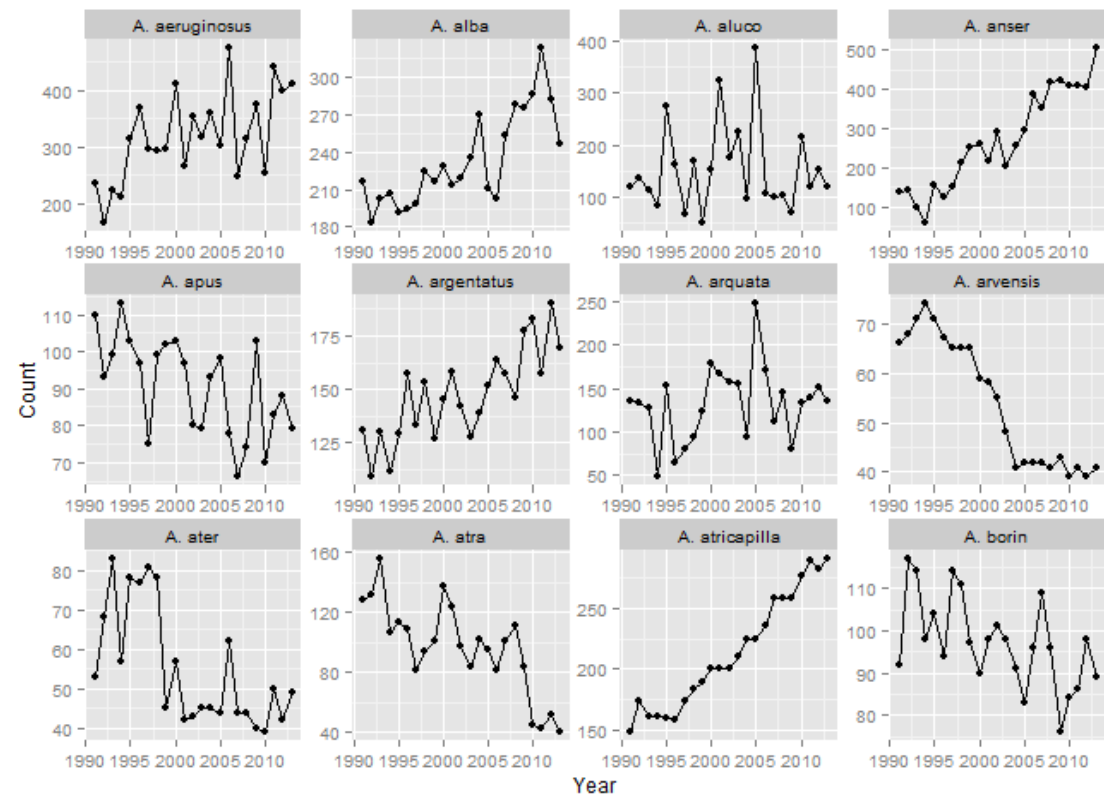 A. aeruginosus A. alba A. aluco A. anser
400 300 200
300 270 240 210 180
400 300 200 100
500 400 300 200 100
1990 1995 2000 2005 2010 1990 1995 2000 2005 2010 1990 1995 2000 2005 2010 1990 1995 2000 2005 2010
A. apus A. argentatus A. arquata A. arvensis
110 100 90 80 70
175 150 125
250 200 150 100 50
70 60 50 40
1990 1995 2000 2005 2010 1990 1995 2000 2005 2010 1990 1995 2000 2005 2010 1990 1995 2000 2005 2010
A. ater A. atra A. atricapilla A. borin
80 70 60 50 40
160 120 80 40
250 200 150
110 100 90 80
1990 1995 2000 2005 2010 1990 1995 2000 2005 2010 1990 1995 2000 2005 2010 1990 1995 2000 2005 2010
Count
Year